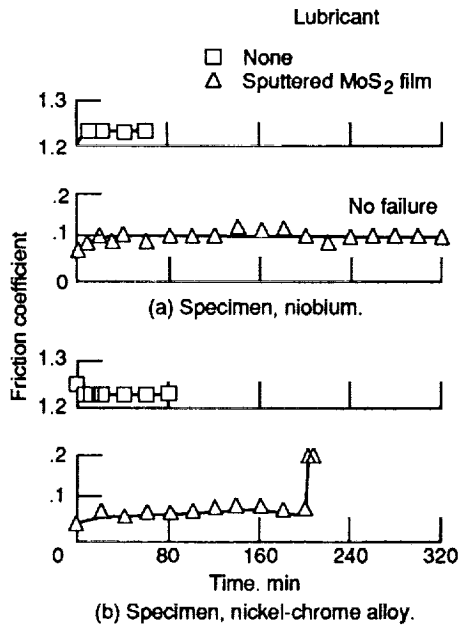 Lubricant
None
Sputtered MoS2 film
1.3
1.2
.2
.1
0
No failure
(a) Specimen, niobium.
Friction coefficient
1.3
1.2
.2
.1
0 80 160 240 320
Time. min
(b) Specimen, nickel-chrome alloy.